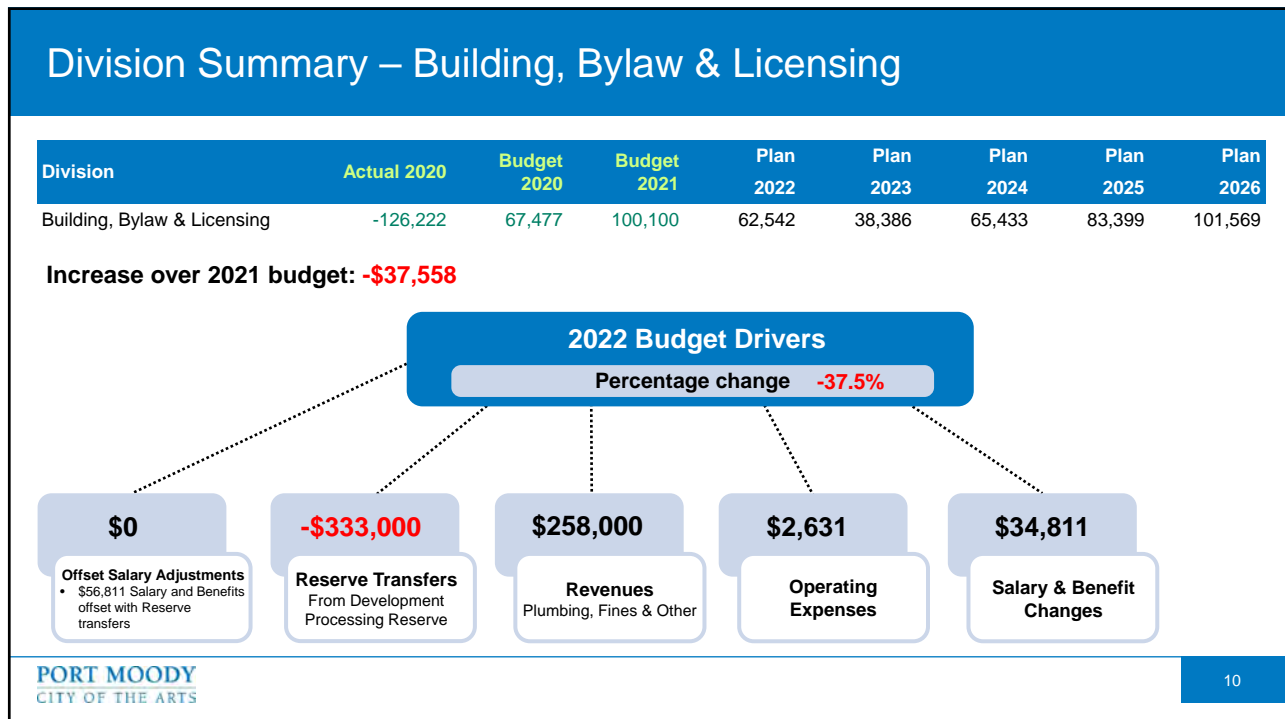 Division Summary – Building, Bylaw & Licensing
Division Actual 2020 Budget 2020 Budget 2021 Plan 2022 Plan 2023 Plan 2024 Plan 2025 Plan 2026
Building, Bylaw & Licensing -126,222 67,477 100,100 62,542 38,386 65,433 83,399 101,569
Increase over 2021 budget: -$37,558
2022 Budget Drivers
Percentage change -37.5%
$0
Offset Salary Adjustments
• $56,811 Salary and Benefits
offset with Reserve
transfers
-$333,000
Reserve Transfers
From Development
Processing Reserve
$258,000
Revenues
Plumbing, Fines & Other
$2,631
Operating
Expenses
$34,811
Salary & Benefit
Changes
PORT MOODY
CITY OF THE ARTS
10